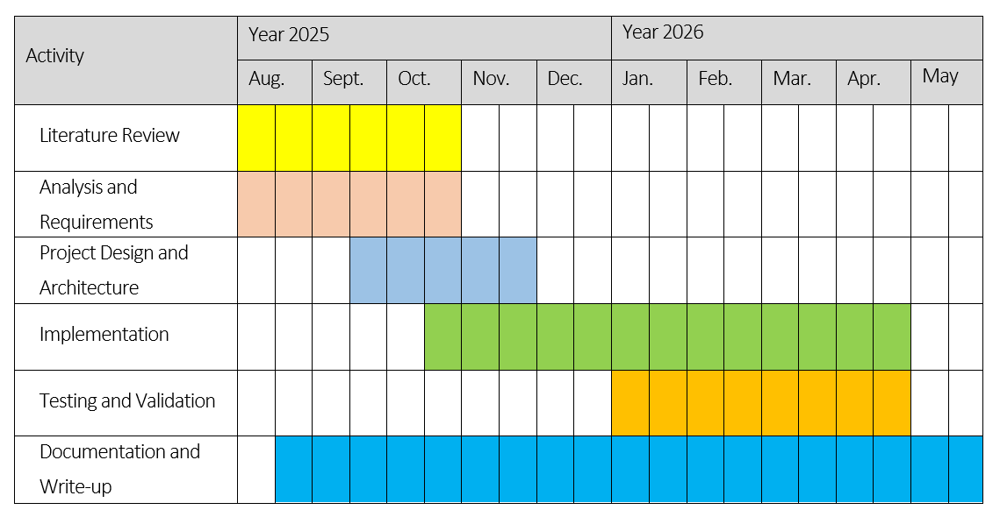 Activity
Year 2025
Year 2026
Aug.
Sept.
Oct.
Nov.
Dec.
Jan.
Feb.
Mar.
Apr.
May
Literature Review
Analysis and
Requirements
Project Design and
Architecture
Implementation
Testing and Validation
Documentation and
Write-up